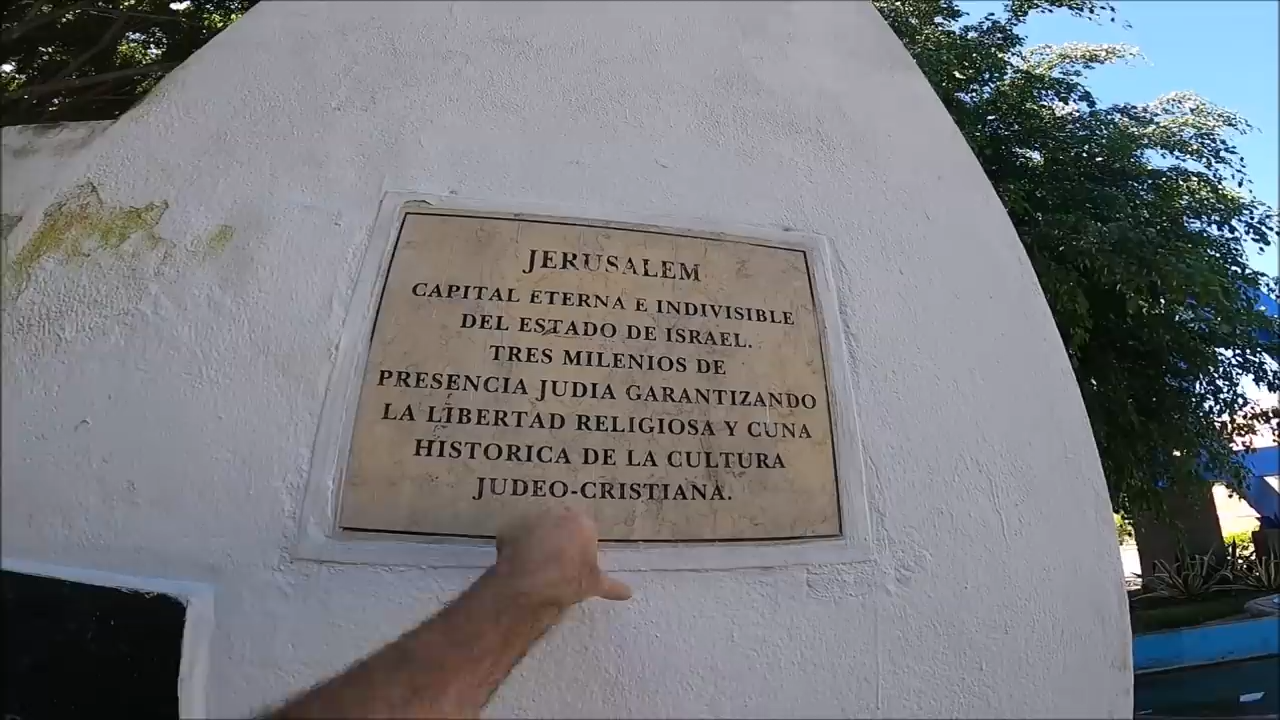 JERUSALEM
CAPITAL ETERNA E INDIVISIBLE
DEL ESTADO DE ISRAEL.
TRES MILENIOS DE
PRESENCIA JUDIA GARANTIZANDO
LA LIBERTAD RELIGIOSA Y CUNA
HISTORICA DE LA CULTURA
JUDEO-CRISTIANA.